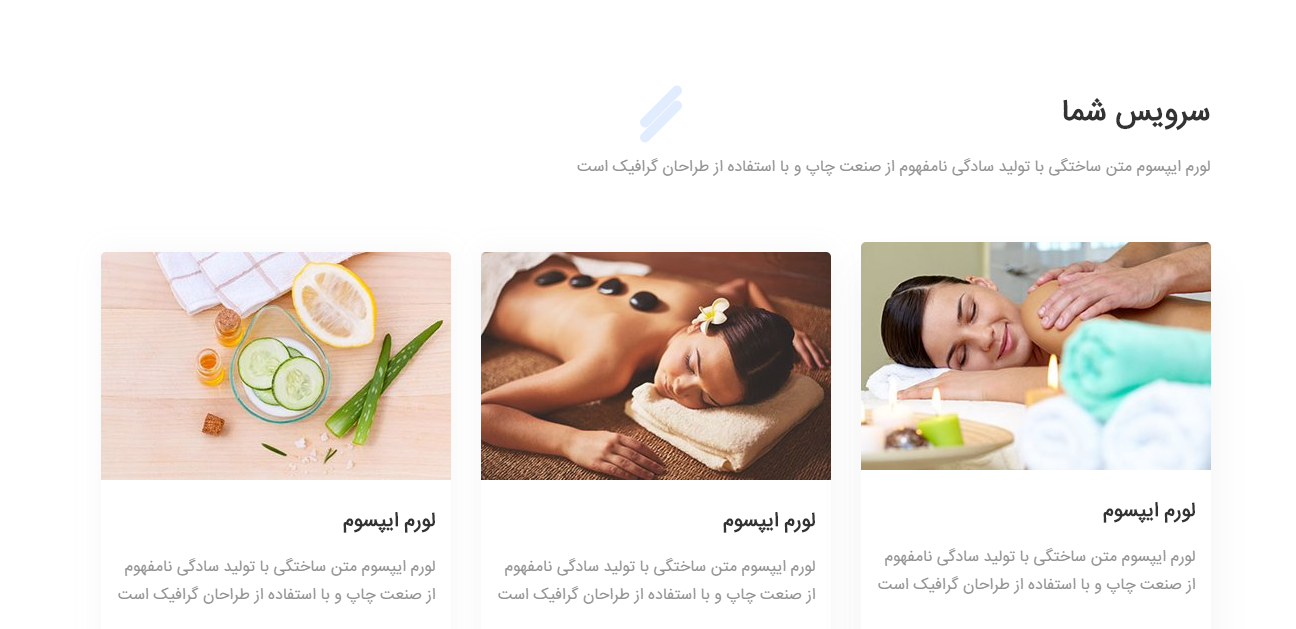 سرویس شما
لورم ایپسوم متن ساختگی با تولید سادگی نامفهوم از صنعت چاپ و با استفاده از طراحان گرافیک است
لورم ایپسوم
لورم ایپسوم متن ساختگی با تولید سادگی نامفهوم
از صنعت چاپ و با استفاده از طراحان گرافیک است
لورم ایپسوم
لورم ایپسوم متن ساختگی با تولید سادگی نامفهوم
از صنعت چاپ و با استفاده از طراحان گرافیک است
لورم ایپسوم
لورم ایپسوم متن ساختگی با تولید سادگی نامفهوم
از صنعت چاپ و با استفاده از طراحان گرافیک است